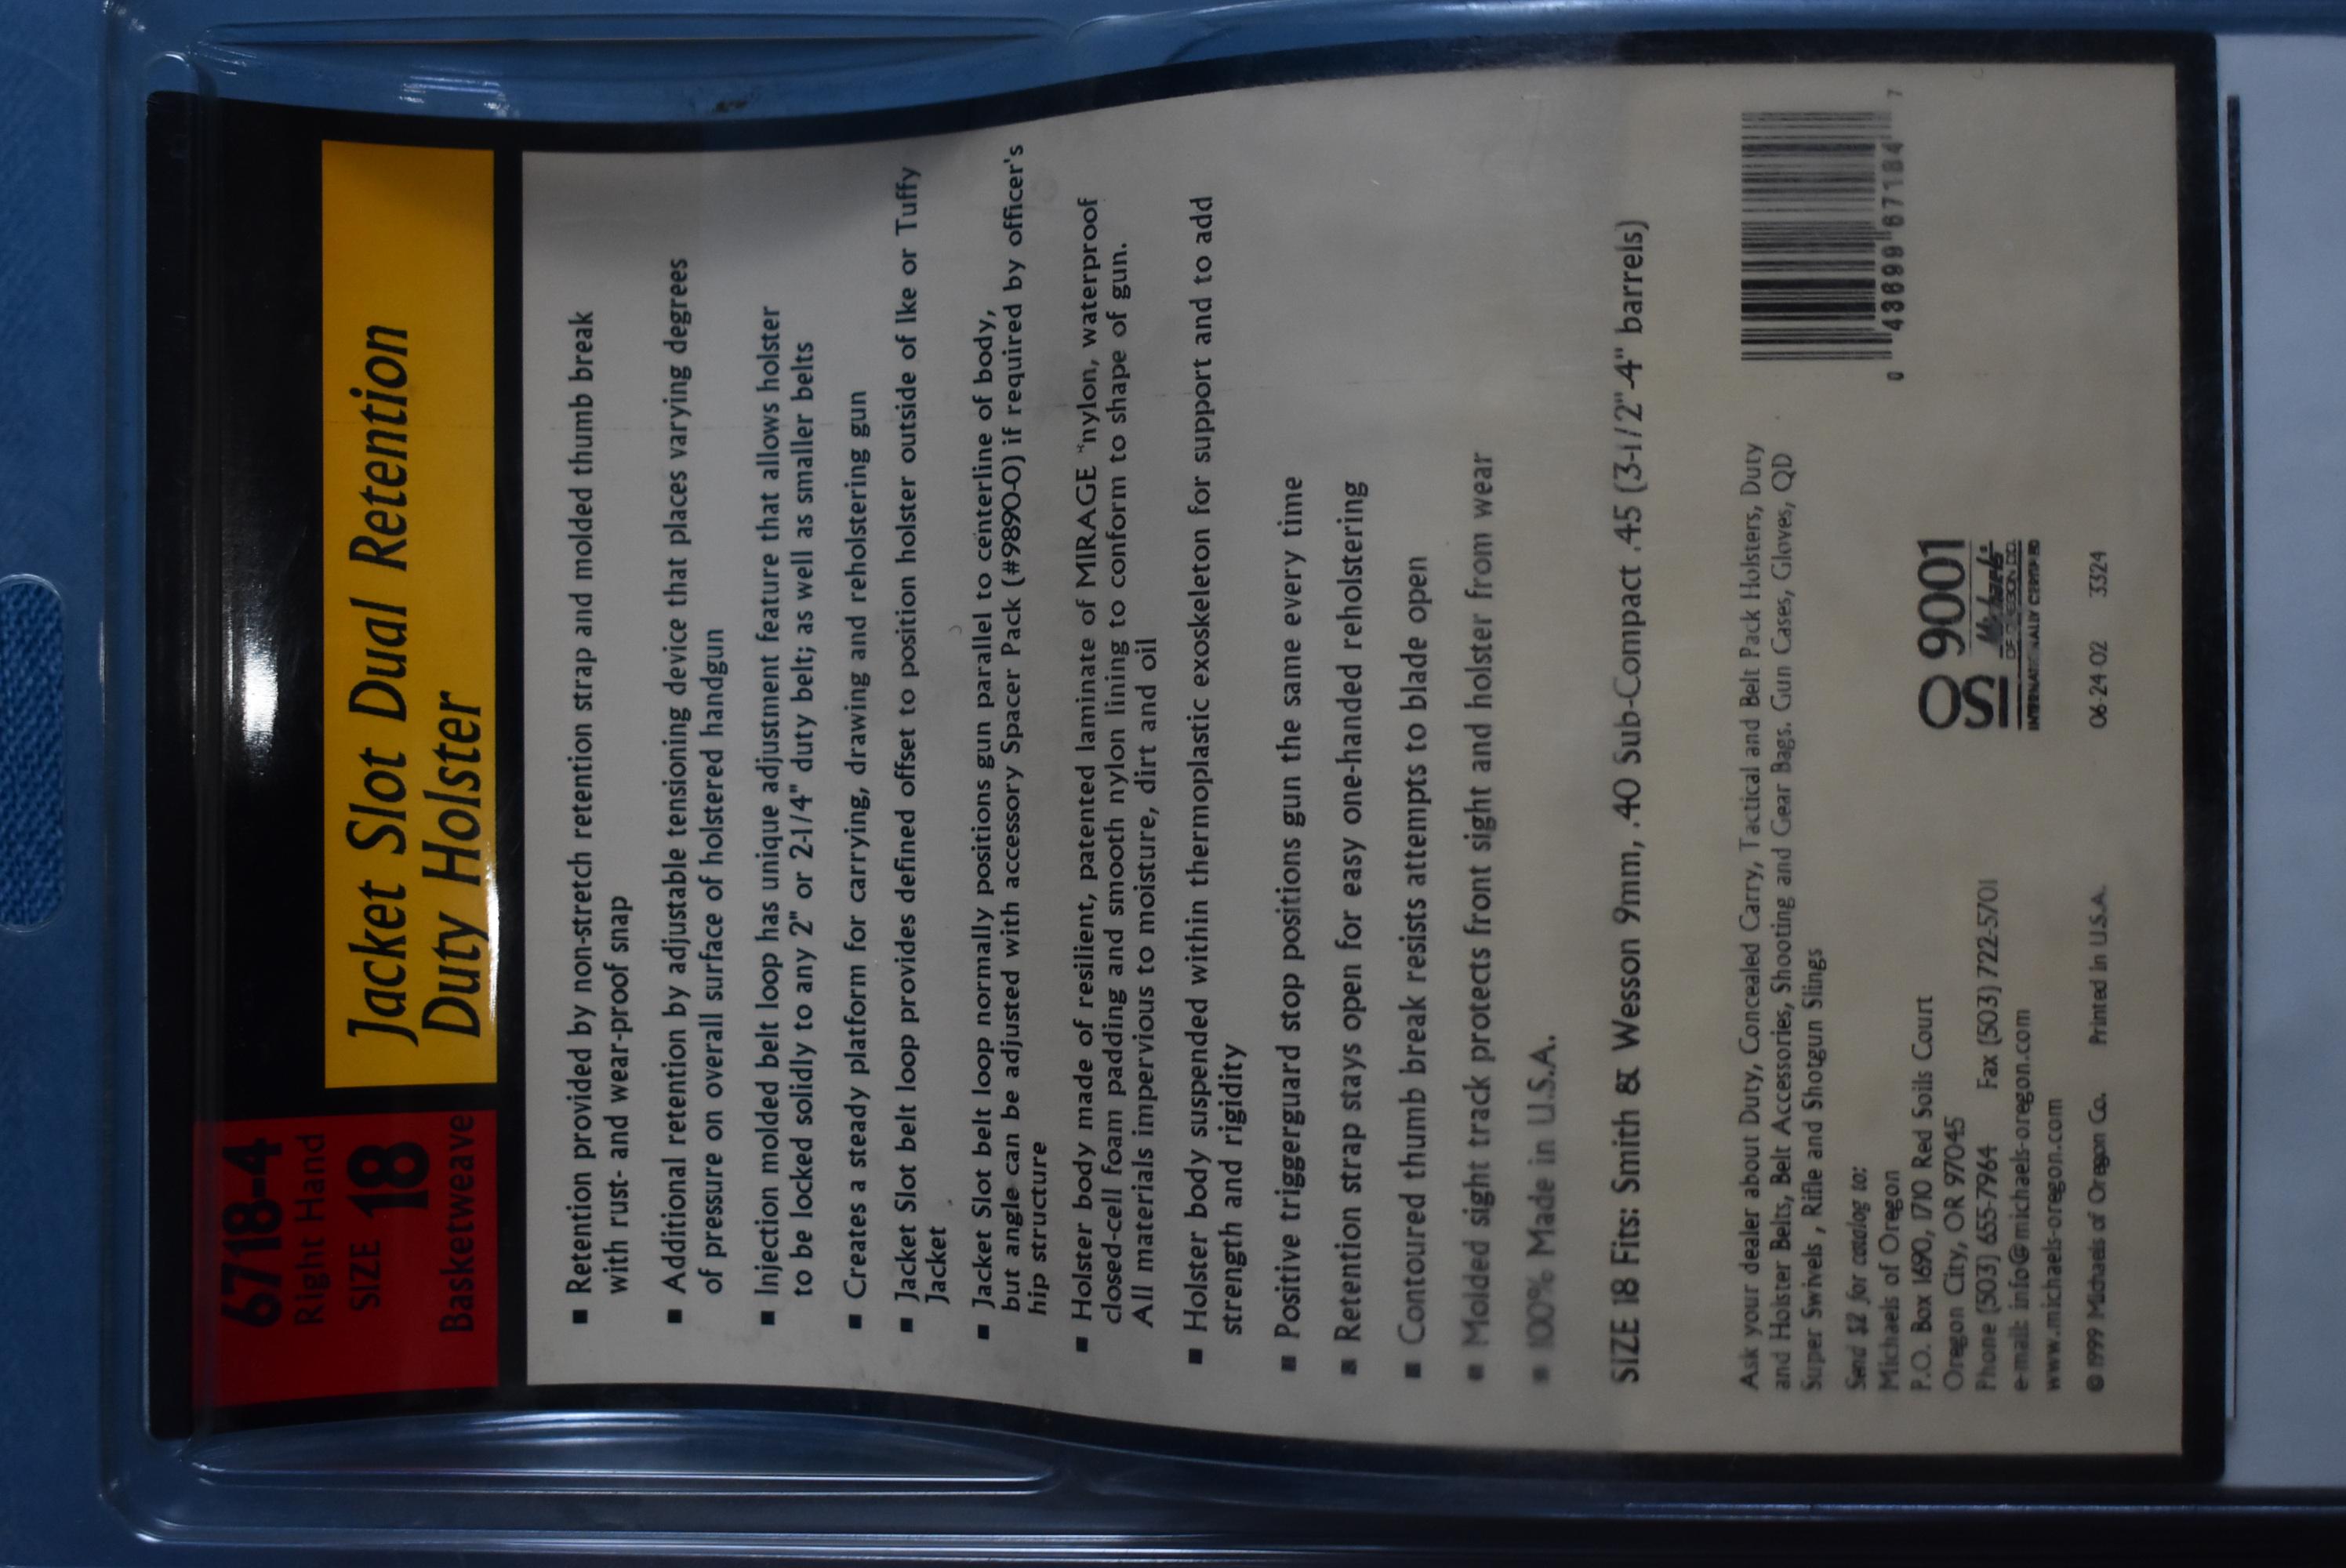 6718-4
Right Hand
SIZE 18
Basketweave
Jacket Slot Dual Retention
Duty Holster
■ Retention provided by non-stretch retention strap and molded thumb break
with rust- and wear-proof snap
■ Additional retention by adjustable tensioning device that places varying degrees
of pressure on overall surface of holstered handgun
■ Injection molded belt loop has unique adjustment feature that allows holster
to be locked solidly to any 2" or 2-1/4" duty belt; as well as smaller belts
■ Creates a steady platform for carrying, drawing and reholstering gun
■ Jacket Slot belt loop provides defined offset to position holster outside of Ike or Tuffy
Jacket
■ Jacket Slot belt loop normally positions gun parallel to centerline of body,
but angle can be adjusted with accessory Spacer Pack (#9890-0) if required by officer's
hip structure
■ Holster body made of resilient, patented laminate of MIRAGE™ nylon, waterproof
closed-cell foam padding and smooth nylon lining to conform to shape of gun.
All materials impervious to moisture, dirt and oil
■ Holster body suspended within thermoplastic exoskeleton for support and to add
strength and rigidity
■ Positive triggerguard stop positions gun the same every time
■ Retention strap stays open for easy one-handed reholstering
■ Contoured thumb break resists attempts to blade open
■ Molded sight track protects front sight and holster from wear
■ 100% Made in U.S.A.
SIZE 18 Fits: Smith & Wesson 9mm, .40 Sub-Compact .45 (3-1/2"-4" barrels)
Ask your dealer about Duty, Concealed Carry, Tactical and Belt Pack Holsters, Duty
and Holster Belts, Belt Accessories, Shooting and Gear Bags. Gun Cases, Gloves, QD
Super Swivels , Rifle and Shotgun Slings
Send $2 for catalog to:
Michaels of Oregon
P.O. Box 1690, 1710 Red Soils Court
Oregon City, OR 97045
Phone (503) 655-7964 Fax (503) 722-5701
e-mail: info@michaels-oregon.com
www.michaels-oregon.com
© 1999 Michaels of Oregon Co. Printed in U.S.A.
OSI 9001
Michaels
OF OREGON CO.
INTERNATIONALLY CERTIFIED
06-24-02 3324
0 43699 67184 7